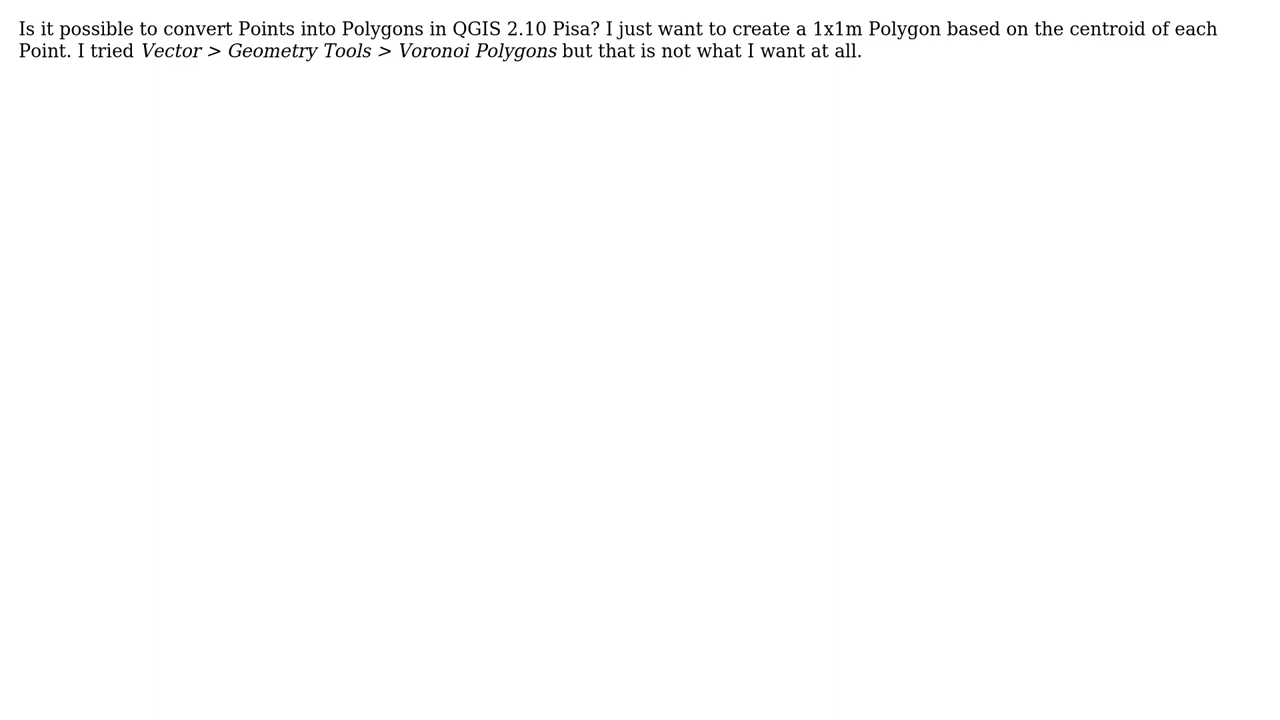 Is it possible to convert Points into Polygons in QGIS 2.10 Pisa? I just want to create a 1x1m Polygon based on the centroid of each
Point. I tried Vector > Geometry Tools > Voronoi Polygons but that is not what I want at all.